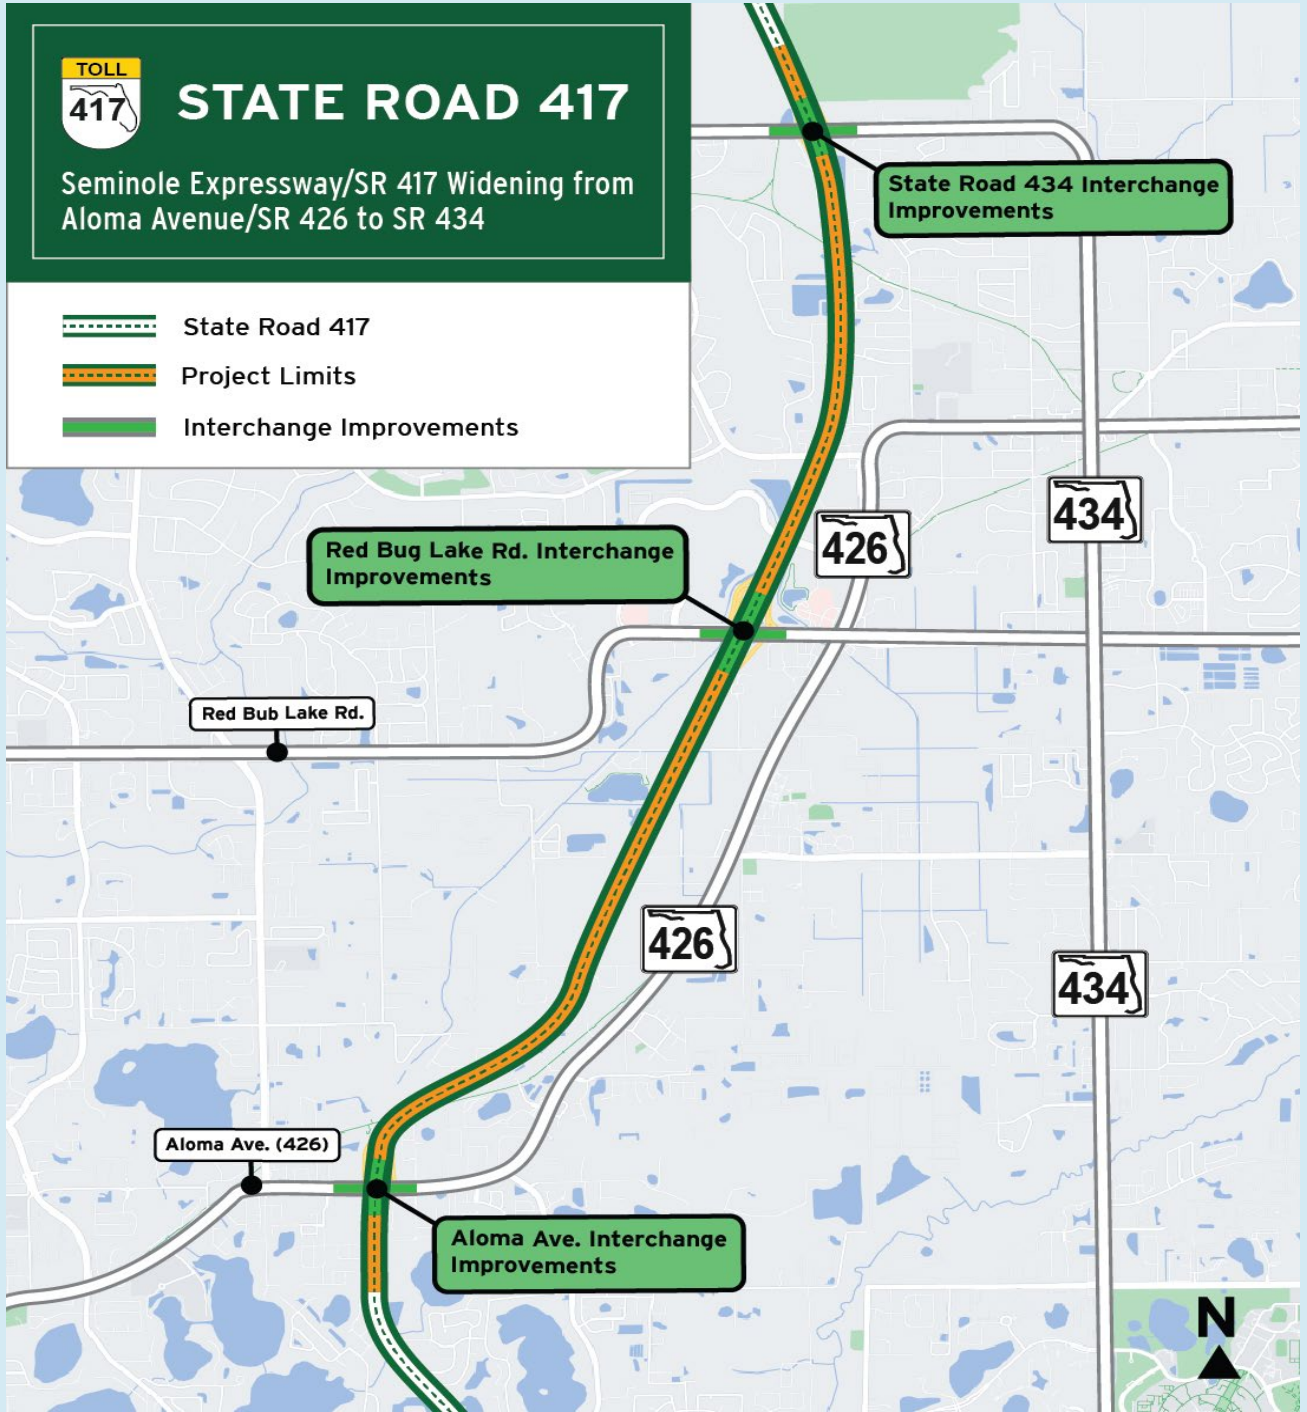 TOLL
417
STATE ROAD 417
Seminole Expressway/SR 417 Widening from
Aloma Avenue/SR 426 to SR 434
State Road 417
Project Limits
Interchange Improvements
State Road 434 Interchange
Improvements
434
426
Red Bug Lake Rd. Interchange
Improvements
Red Bub Lake Rd.
426
434
Aloma Ave. (426)
Aloma Ave. Interchange
Improvements
N